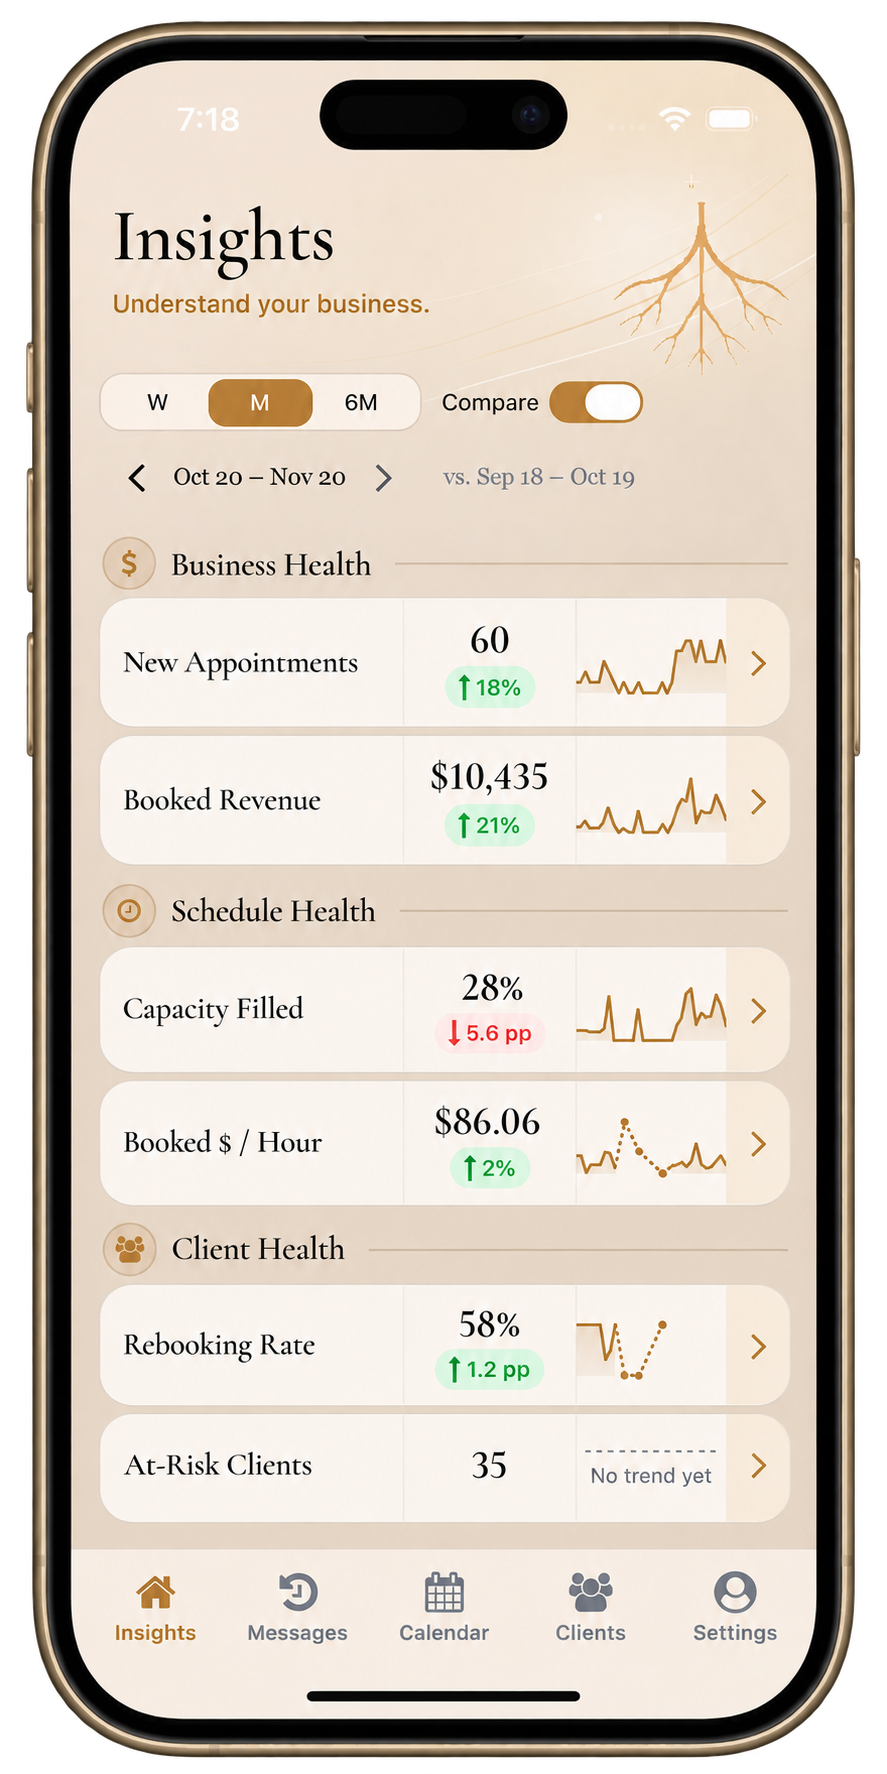 7:18
Insights
Understand your business.
W M 6M Compare
Oct 20 – Nov 20 vs. Sep 18 – Oct 19
$ Business Health
New Appointments
60
↑ 18%
Booked Revenue
$10,435
↑ 21%
Schedule Health
Capacity Filled
28%
↓ 5.6 pp
Booked $ / Hour
$86.06
↑ 2%
Client Health
Rebooking Rate
58%
↑ 1.2 pp
At-Risk Clients
35
No trend yet
Insights Messages Calendar Clients Settings